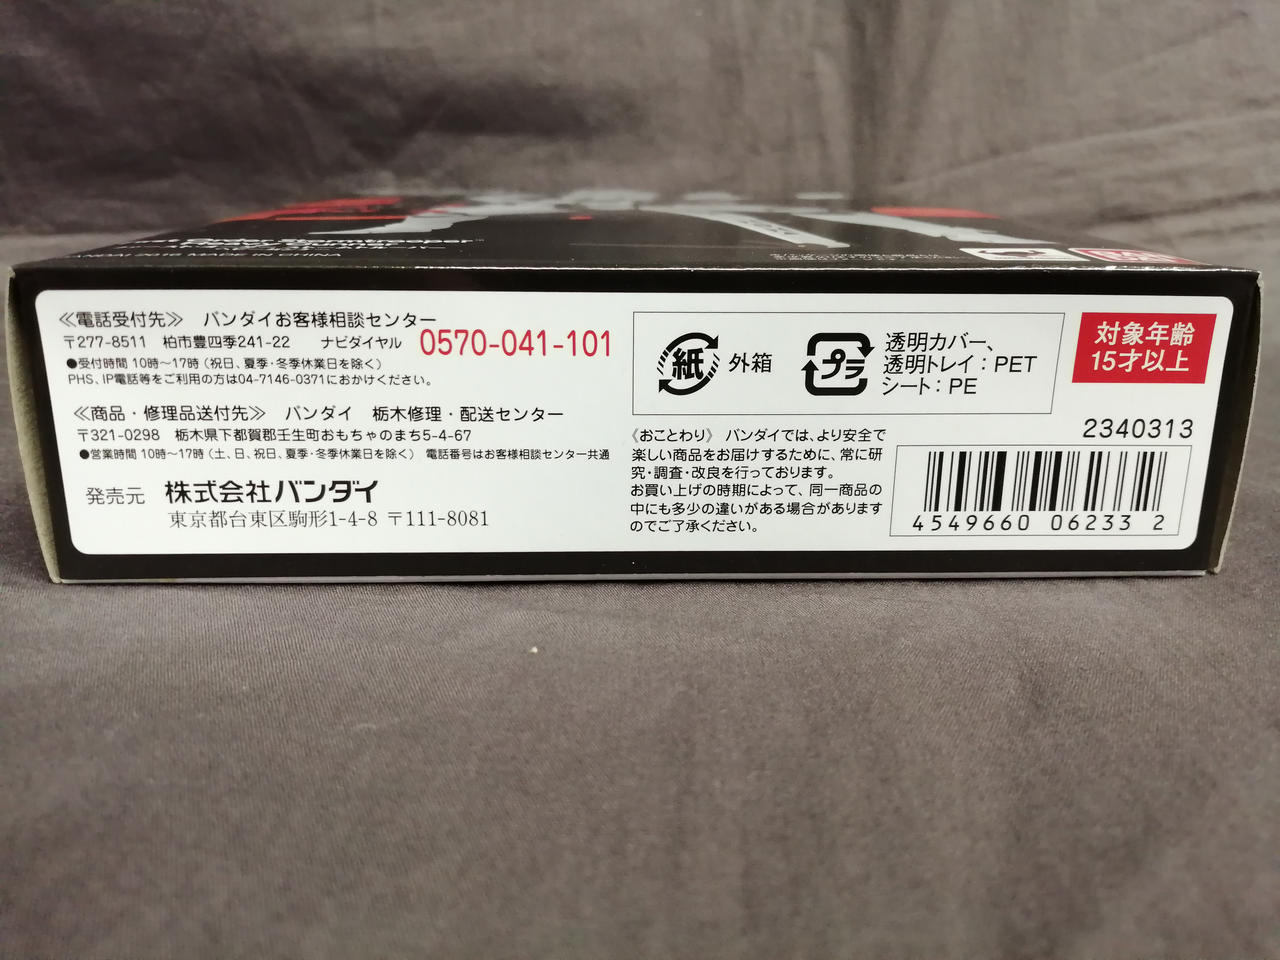 BANDAI 2016 MADE IN CHINA
≪電話受付先≫ バンダイお客様相談センター
〒277-8511 柏市豊四季241-22 ナビダイヤル 0570-041-101
●受付時間 10時～17時（祝日、夏季・冬季休業日を除く）
PHS、IP電話等をご利用の方は04-7146-0371におかけください。
≪商品・修理品送付先≫ バンダイ 栃木修理・配送センター
〒321-0298 栃木県下都賀郡壬生町おもちゃのまち5-4-67
●営業時間 10時～17時（土、日、祝日、夏季・冬季休業日を除く） 電話番号はお客様相談センター共通
発売元 株式会社バンダイ
東京都台東区駒形1-4-8 〒111-8081
紙 外箱
プラ
透明カバー、
透明トレイ：PET
シート：PE
対象年齢
15才以上
《おことわり》 バンダイでは、より安全で
楽しい商品をお届けするために、常に研
究・調査・改良を行っております。
お買い上げの時期によって、同一商品の
中にも多少の違いがある場合があります
のでご了承ください。
2340313
4549660 06233 2